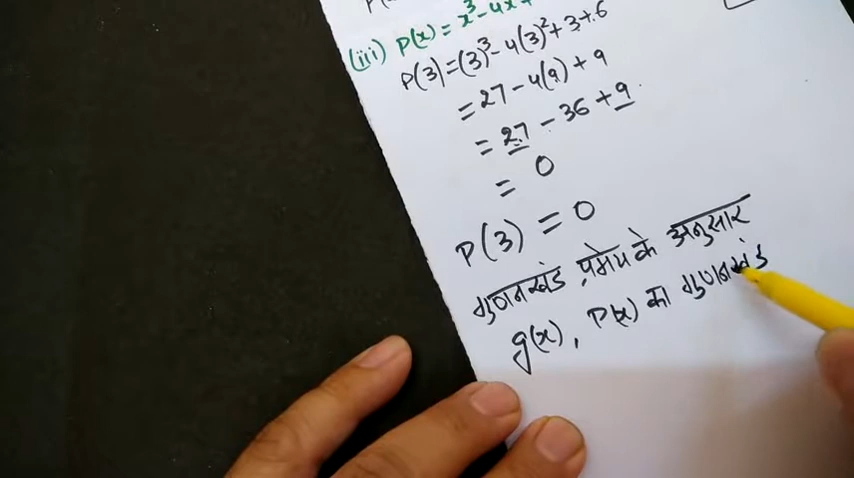 P(
(iii) P(x) = x³ - 4x
P(3) = (3)³ - 4(3)² + 3 + 6
= 27 - 4(9) + 9
= 27 - 36 + 9
= 0
P(3) = 0
गुणनखंड प्रमेय के अनुसार
g(x), P(x) का गुणनखंड